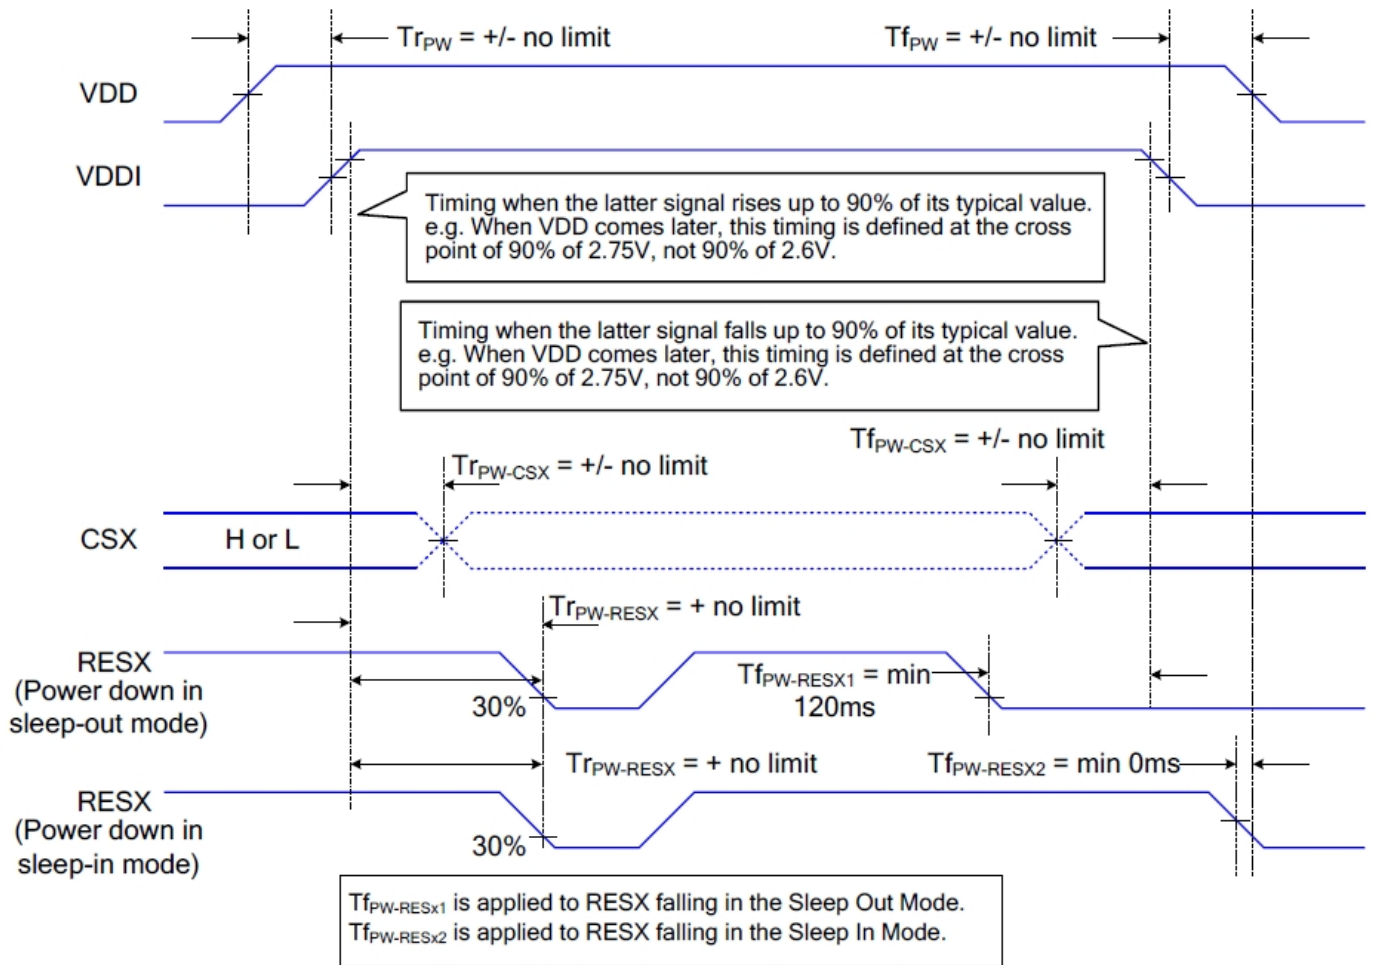 TrPW = +/- no limit
TfPW = +/- no limit
VDD
VDDI
Timing when the latter signal rises up to 90% of its typical value.
e.g. When VDD comes later, this timing is defined at the cross
point of 90% of 2.75V, not 90% of 2.6V.
Timing when the latter signal falls up to 90% of its typical value.
e.g. When VDD comes later, this timing is defined at the cross
point of 90% of 2.75V, not 90% of 2.6V.
TfPW-CSX = +/- no limit
TrPW-CSX = +/- no limit
CSX
H or L
TrPW-RESX = + no limit
RESX
(Power down in
sleep-out mode)
30%
TfPW-RESX1 = min
120ms
TrPW-RESX = + no limit
TfPW-RESX2 = min 0ms
RESX
(Power down in
sleep-in mode)
30%
TfPW-RESx1 is applied to RESX falling in the Sleep Out Mode.
TfPW-RESx2 is applied to RESX falling in the Sleep In Mode.